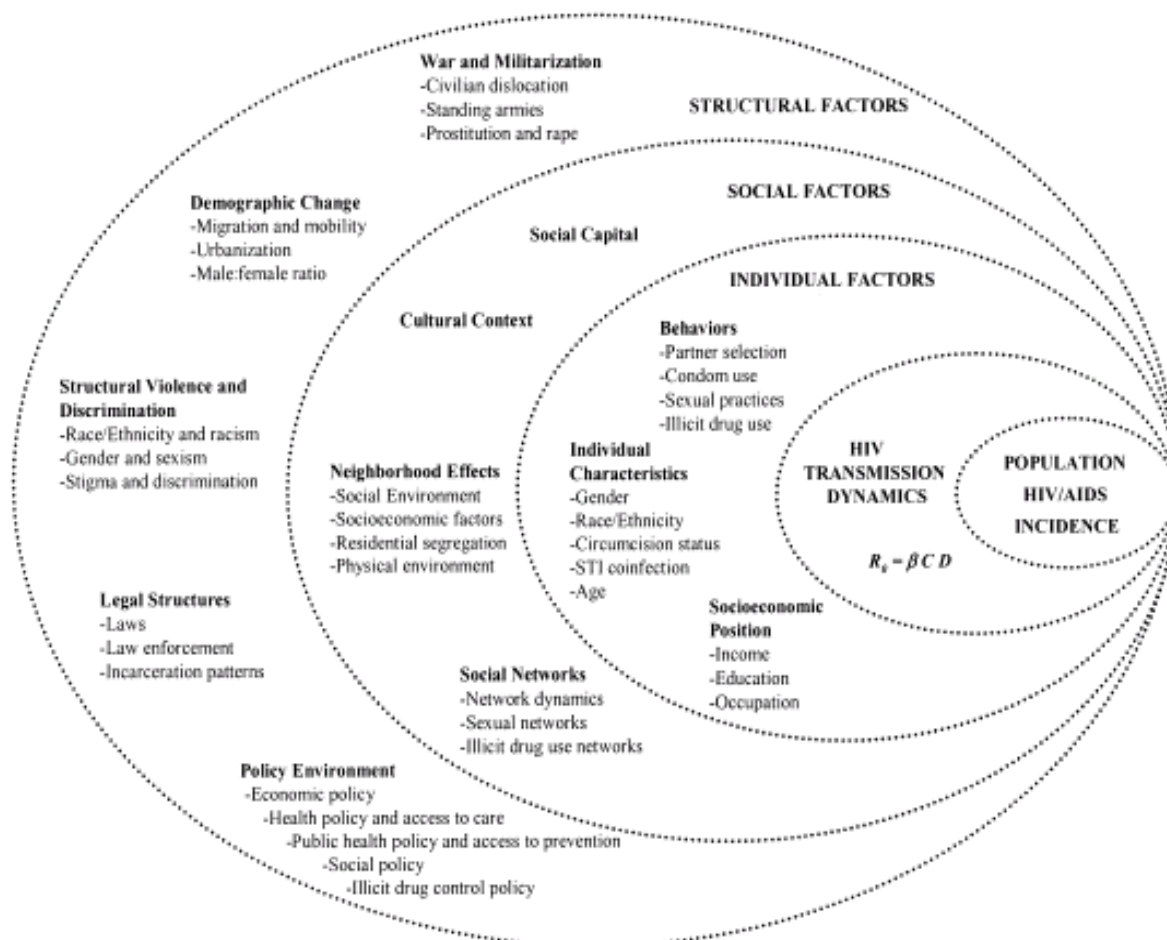 War and Militarization
-Civilian dislocation
-Standing armies
-Prostitution and rape
STRUCTURAL FACTORS
Demographic Change
-Migration and mobility
-Urbanization
-Male:female ratio
SOCIAL FACTORS
Social Capital
INDIVIDUAL FACTORS
Cultural Context
Behaviors
-Partner selection
-Condom use
-Sexual practices
-Illicit drug use
Structural Violence and
Discrimination
-Race/Ethnicity and racism
-Gender and sexism
-Stigma and discrimination
Neighborhood Effects
-Social Environment
-Socioeconomic factors
-Residential segregation
-Physical environment
Individual
Characteristics
-Gender
-Race/Ethnicity
-Circumcision status
-STI coinfection
-Age
HIV
TRANSMISSION
DYNAMICS
R₀ = β C D
POPULATION
HIV/AIDS
INCIDENCE
Legal Structures
-Laws
-Law enforcement
-Incarceration patterns
Socioeconomic
Position
-Income
-Education
-Occupation
Social Networks
-Network dynamics
-Sexual networks
-Illicit drug use networks
Policy Environment
-Economic policy
-Health policy and access to care
-Public health policy and access to prevention
-Social policy
-Illicit drug control policy